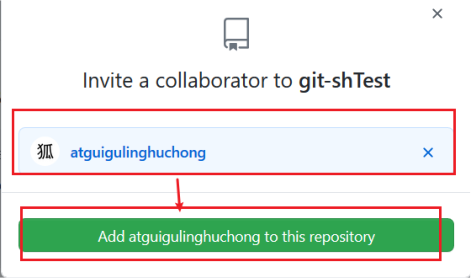 Invite a collaborator to git-shTest
狐 atguigulinghuchong
Add atguigulinghuchong to this repository